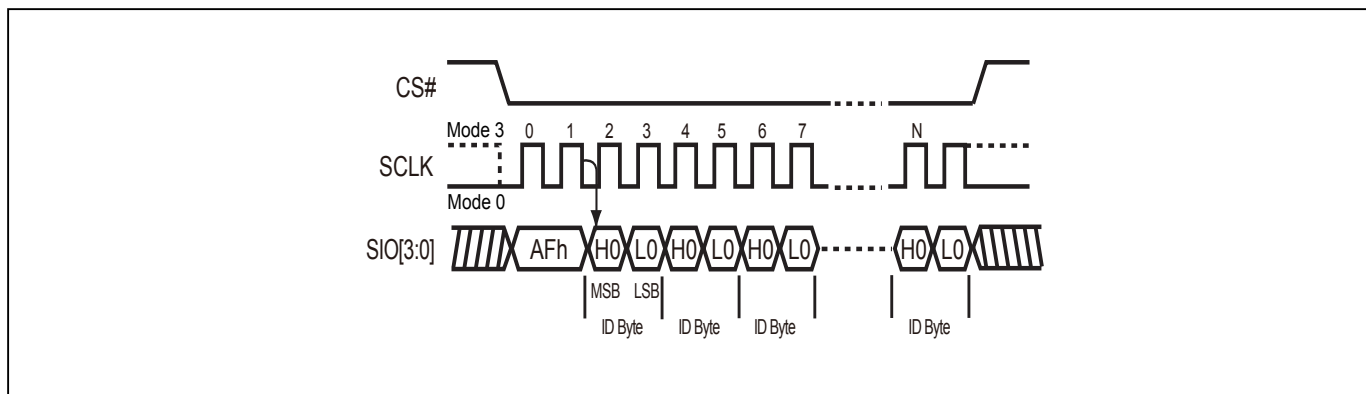 CS#
Mode 3 0 1 2 3 4 5 6 7 N
SCLK
Mode 0
SIO[3:0] AFh H0 L0 H0 L0 H0 L0 H0 L0
MSB LSB
ID Byte ID Byte ID Byte ID Byte